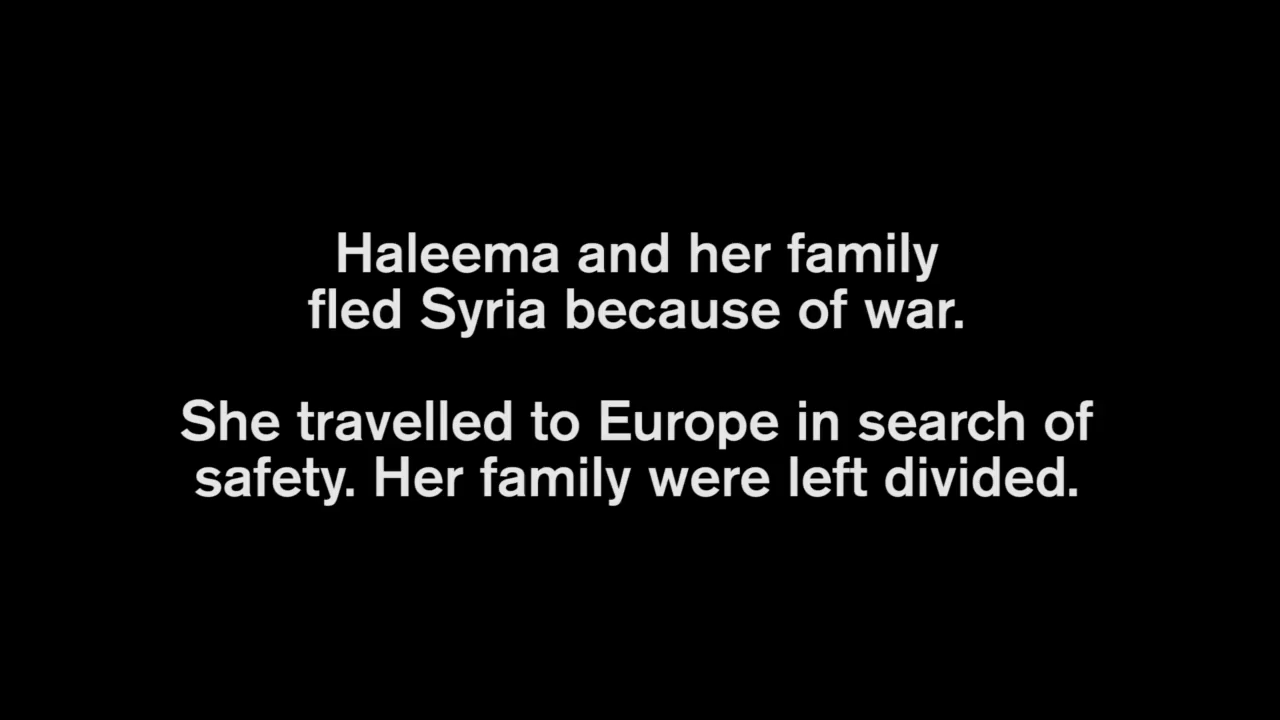 Haleema and her family
fled Syria because of war.
She travelled to Europe in search of
safety. Her family were left divided.